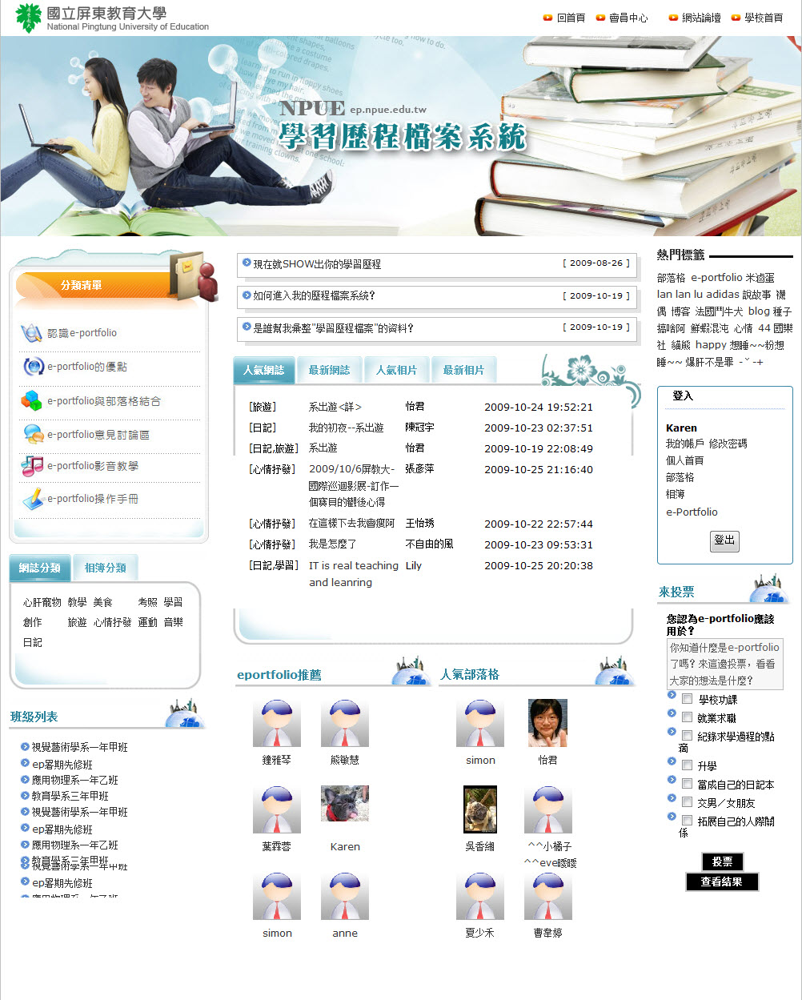 國立屏東教育大學
National Pingtung University of Education
回首頁 會員中心 網站論壇 學校首頁
NPUE ep.npue.edu.tw
學習歷程檔案系統
分類清單
認識e-portfolio
e-portfolio的優點
e-portfolio與部落格結合
e-portfolio意見討論區
e-portfolio影音教學
e-portfolio操作手冊
網誌分類 相簿分類
心肝寵物 教學 美食 考照 學習
創作 旅遊 心情抒發 運動 音樂
日記
班級列表
視覺藝術學系一年甲班
ep暑期先修班
應用物理系一年乙班
教育學系三年甲班
視覺藝術學系一年甲班
ep暑期先修班
應用物理系一年乙班
教育學系三年甲班
視覺藝術學系一年甲班
ep暑期先修班
應用物理系一年乙班
現在就SHOW出你的學習歷程 [ 2009-08-26 ]
如何進入我的歷程檔案系統? [ 2009-10-19 ]
是誰幫我彙整"學習歷程檔案"的資料? [ 2009-10-19 ]
人氣網誌 最新網誌 人氣相片 最新相片
[旅遊] 系出遊<詳> 怡君 2009-10-24 19:52:21
[日記] 我的初夜--系出遊 陳冠宇 2009-10-23 02:37:51
[日記,旅遊] 系出遊 怡君 2009-10-19 22:08:49
[心情抒發] 2009/10/6屏教大- 張彥萍 2009-10-25 21:16:40
國際巡迴影展-訂作一
個寶貝的觀後心得
[心情抒發] 在這樣下去我會瘦阿 王怡琇 2009-10-22 22:57:44
[心情抒發] 我是怎麼了 不自由的風 2009-10-23 09:53:31
[日記,學習] IT is real teaching Lily 2009-10-25 20:20:38
and leanring
eportfolio推薦
鐘雅琴 熊敏慧
葉霖蓉 Karen
simon anne
人氣部落格
simon 怡君
吳香緗 ^^小橘子
^^eve曖曖
夏少禾 曹韋婷
熱門標籤
部落格 e-portfolio 米滷蛋
lan lan lu adidas 說故事 襪
偶 博客 法國鬥牛犬 blog 種子
搞啥阿 鮮蝦混沌 心情 44 國樂
社 貓熊 happy 想睡~~粉想
睡~~ 爆肝不是罪 -ˇ-+
登入
Karen
我的帳戶 修改密碼
個人首頁
部落格
相簿
e-Portfolio
登出
來投票
您認為e-portfolio應該
用於?
你知道什麼是e-portfolio
了嗎? 來這邊投票，看看
大家的想法是什麼?
學校功課
就業求職
紀錄求學過程的點
滴
升學
當成自己的日記本
交男／女朋友
拓展自己的人際關
係
投票
查看結果